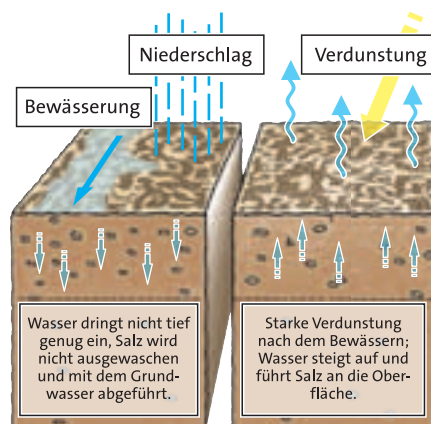 Niederschlag
Verdunstung
Bewässerung
Wasser dringt nicht tief
genug ein, Salz wird
nicht ausgewaschen
und mit dem Grund-
wasser abgeführt.
Starke Verdunstung
nach dem Bewässern;
Wasser steigt auf und
führt Salz an die Ober-
fläche.